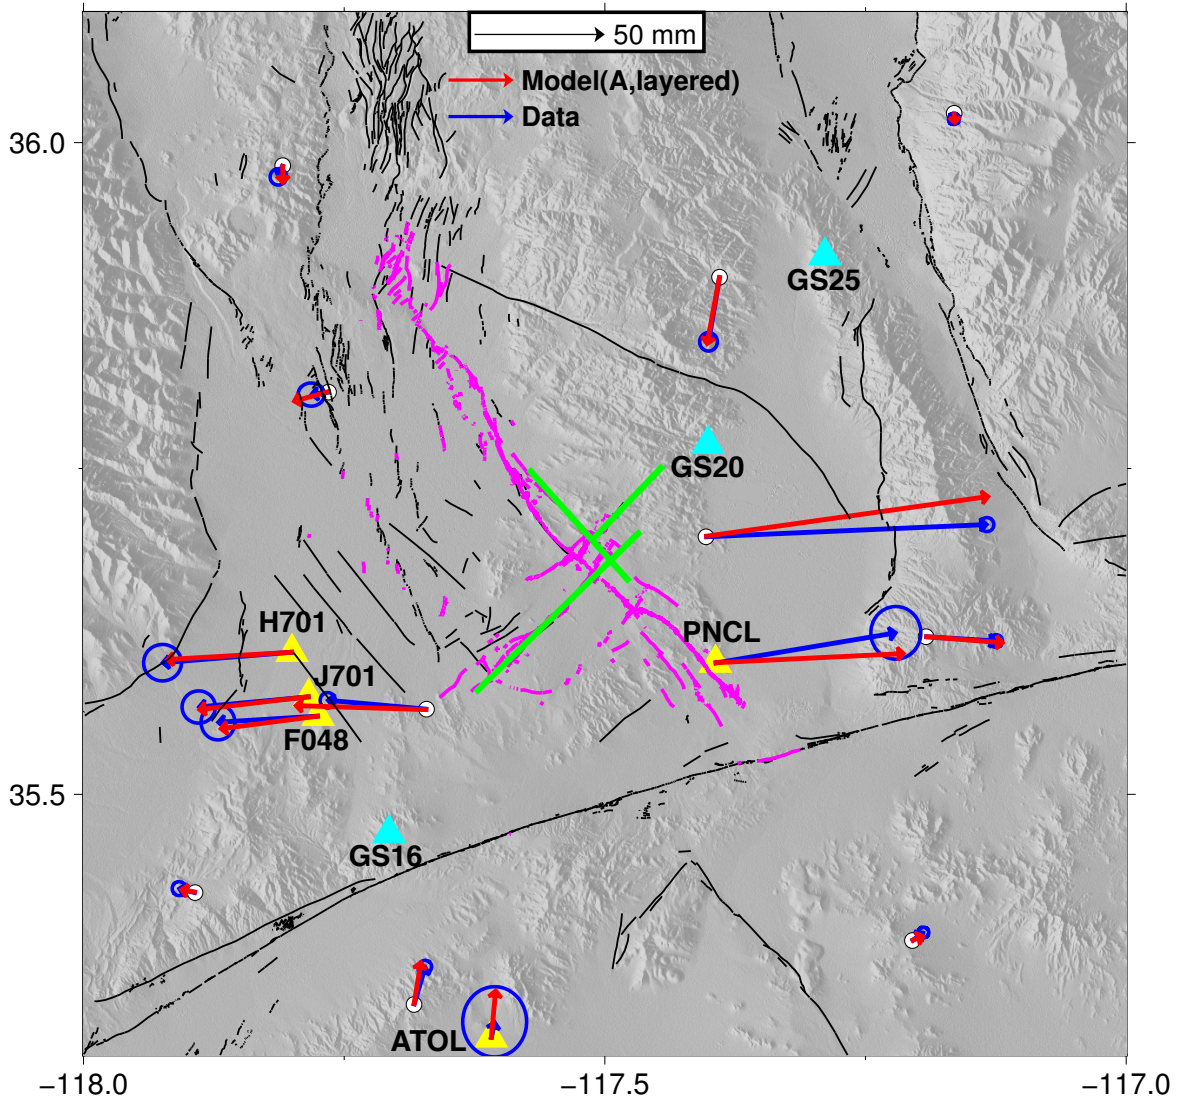 50 mm
Model(A,layered)
Data
36.0
GS25
GS20
H701
PNCL
J701
F048
35.5
GS16
ATOL
−118.0
−117.5
−117.0